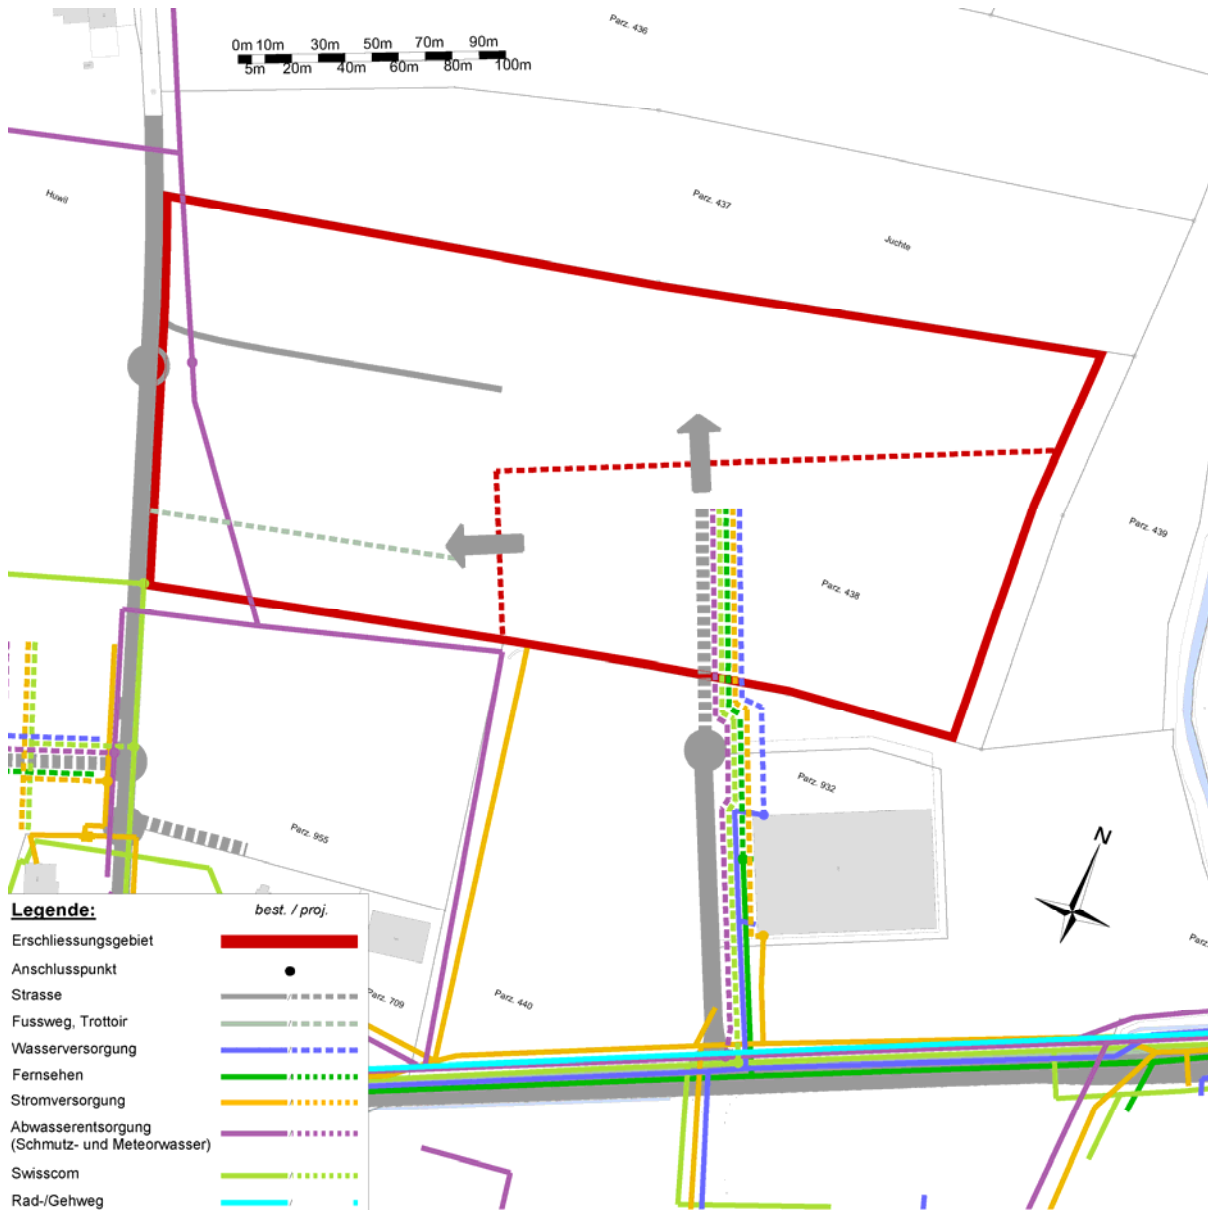 Parz. 436
0m 10m 30m 50m 70m 90m
5m 20m 40m 60m 80m 100m
Huwil
Parz. 437
Juchte
Parz. 439
Parz. 438
Parz. 932
Parz. 955
N
Legende:
best. / proj.
Erschliessungsgebiet
Anschlusspunkt
Strasse
Fussweg, Trottoir
Wasserversorgung
Fernsehen
Stromversorgung
Abwasserentsorgung
(Schmutz- und Meteorwasser)
Swisscom
Rad-/Gehweg
Parz. 709
Parz. 440
Parz.